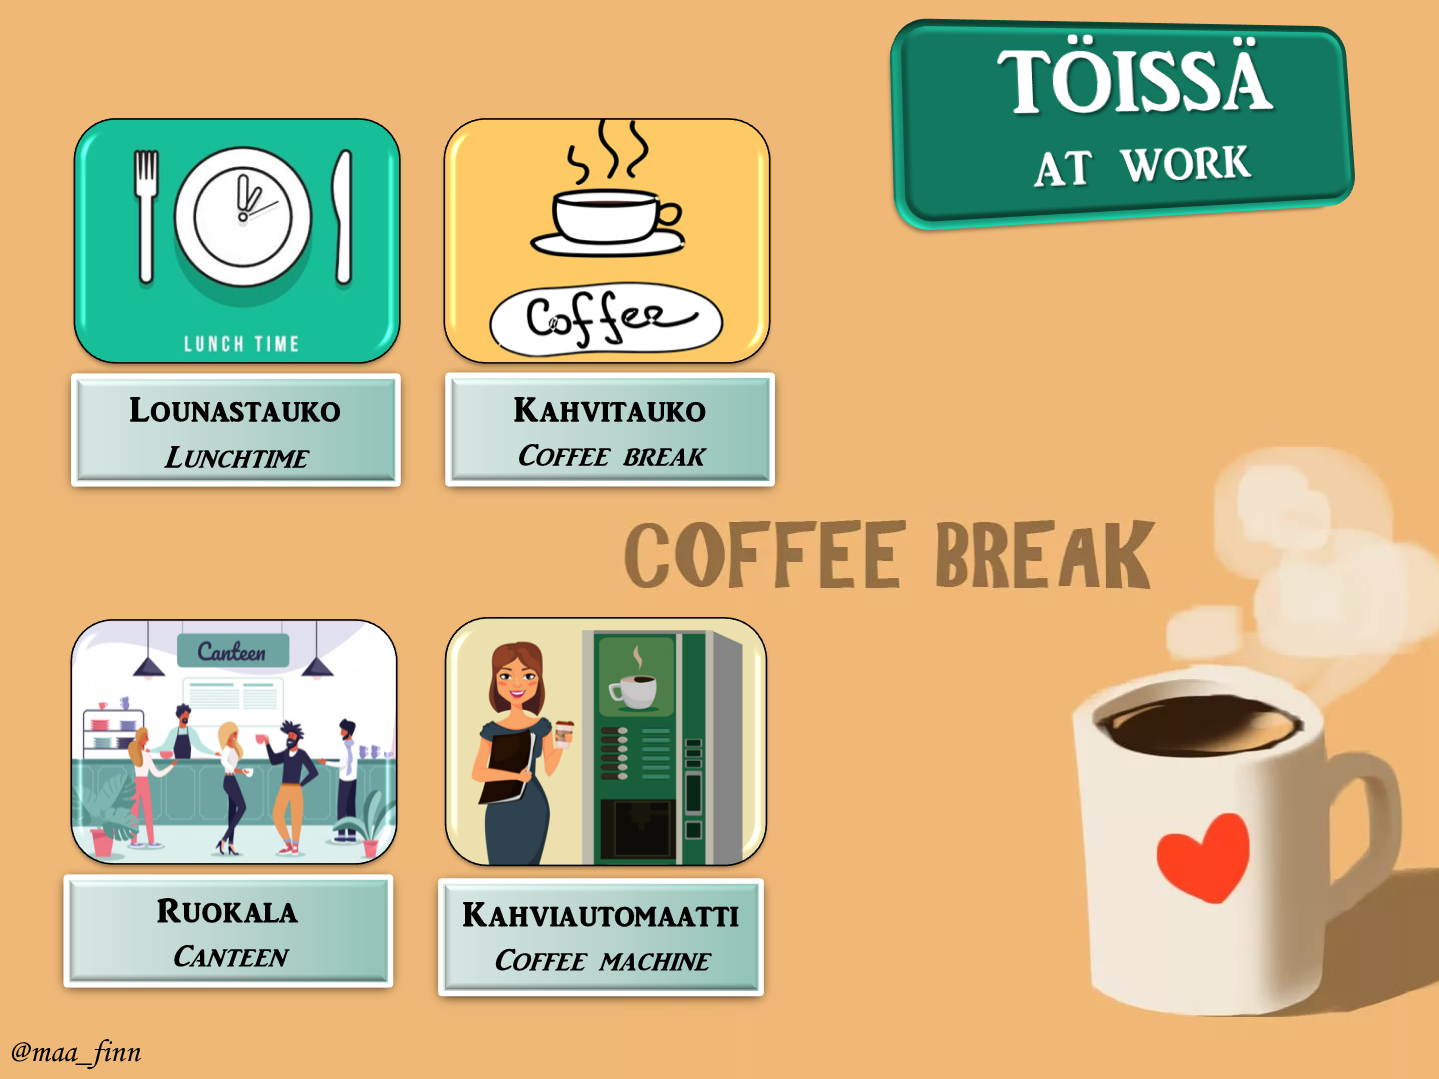 TÖISSÄ
AT WORK
LUNCH TIME
Coffee
LOUNASTAUKO
LUNCHTIME
KAHVITAUKO
COFFEE BREAK
COFFEE BREAK
Canteen
RUOKALA
CANTEEN
KAHVIAUTOMAATTI
COFFEE MACHINE
@maa_finn